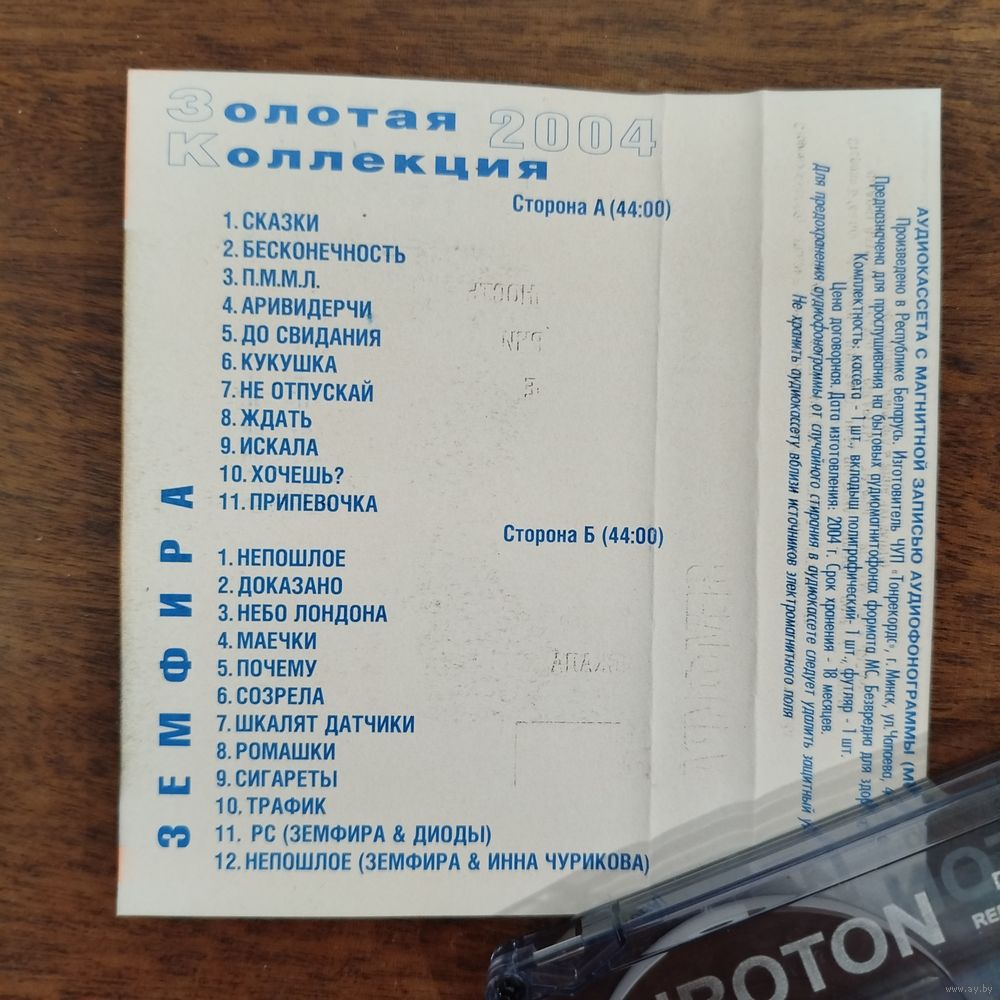 Золотая
Коллекция
2004
Сторона А (44:00)
1. СКАЗКИ
2. БЕСКОНЕЧНОСТЬ
3. П.М.М.Л.
4. АРИВИДЕРЧИ
5. ДО СВИДАНИЯ
6. КУКУШКА
7. НЕ ОТПУСКАЙ
8. ЖДАТЬ
9. ИСКАЛА
10. ХОЧЕШЬ?
11. ПРИПЕВОЧКА
Сторона Б (44:00)
1. НЕПОШЛОЕ
2. ДОКАЗАНО
3. НЕБО ЛОНДОНА
4. МАЕЧКИ
5. ПОЧЕМУ
6. СОЗРЕЛА
7. ШКАЛЯТ ДАТЧИКИ
8. РОМАШКИ
9. СИГАРЕТЫ
10. ТРАФИК
11. PC (ЗЕМФИРА & ДИОДЫ)
12. НЕПОШЛОЕ (ЗЕМФИРА & ИННА ЧУРИКОВА)
ЗЕМФИРА
АУДИОКАССЕТА С МАГНИТНОЙ ЗАПИСЬЮ АУДИОФОНОГРАММЫ
Произведено в Республике Беларусь. Изготовитель ЧУП «Тонрекордс», г. Минск, ул. Чапаева,
Предназначена для прослушивания на бытовых аудиомагнитофонах формата МС. Безвредно для
Комплектность: кассета - 1 шт., вкладыш полиграфический - 1 шт., футляр - 1 шт.
Цена договорная. Дата изготовления: 2004 г. Срок хранения - 18 месяцев.
Для предохранения аудиофонограммы от случайного стирания в аудиокассете следует удалить защитный
Не хранить аудиокассету вблизи источников электромагнитного поля
ROTON
www.ay.by